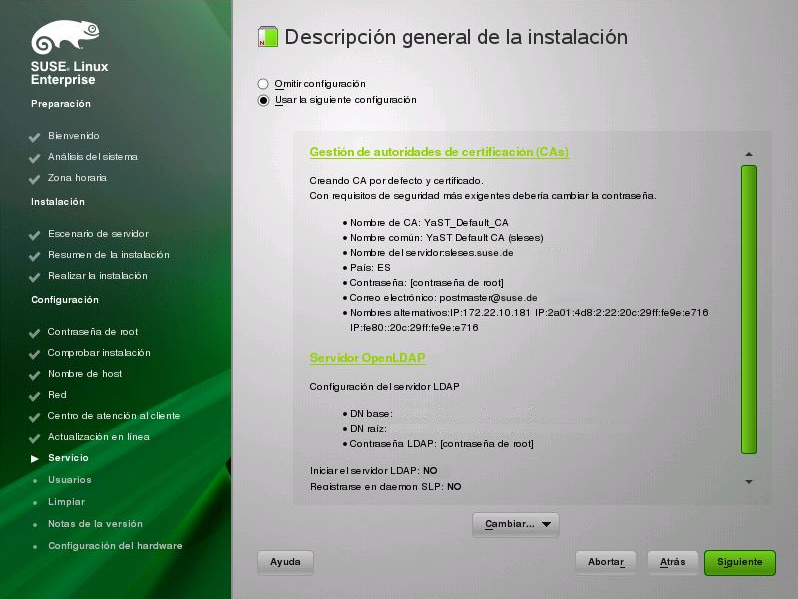 SUSE® Linux
Enterprise
Preparación
Bienvenido
Análisis del sistema
Zona horaria
Instalación
Escenario de servidor
Resumen de la instalación
Realizar la instalación
Configuración
Contraseña de root
Comprobar instalación
Nombre de host
Red
Centro de atención al cliente
Actualización en línea
Servicio
Usuarios
Limpiar
Notas de la versión
Configuración del hardware
Descripción general de la instalación
Omitir configuración
Usar la siguiente configuración
Gestión de autoridades de certificación (CAs)
Creando CA por defecto y certificado.
Con requisitos de seguridad más exigentes debería cambiar la contraseña.
• Nombre de CA: YaST_Default_CA
• Nombre común: YaST Default CA (sleses)
• Nombre del servidor:sleses.suse.de
• País: ES
• Contraseña: [contraseña de root]
• Correo electrónico: postmaster@suse.de
• Nombres alternativos:IP:172.22.10.181 IP:2a01:4d8:2:22:20c:29ff:fe9e:e716
IP:fe80::20c:29ff:fe9e:e716
Servidor OpenLDAP
Configuración del servidor LDAP
• DN base:
• DN raíz:
• Contraseña LDAP: [contraseña de root]
Iniciar el servidor LDAP: NO
Registrarse en daemon SLP: NO
Cambiar...
Ayuda
Abortar
Atrás
Siguiente